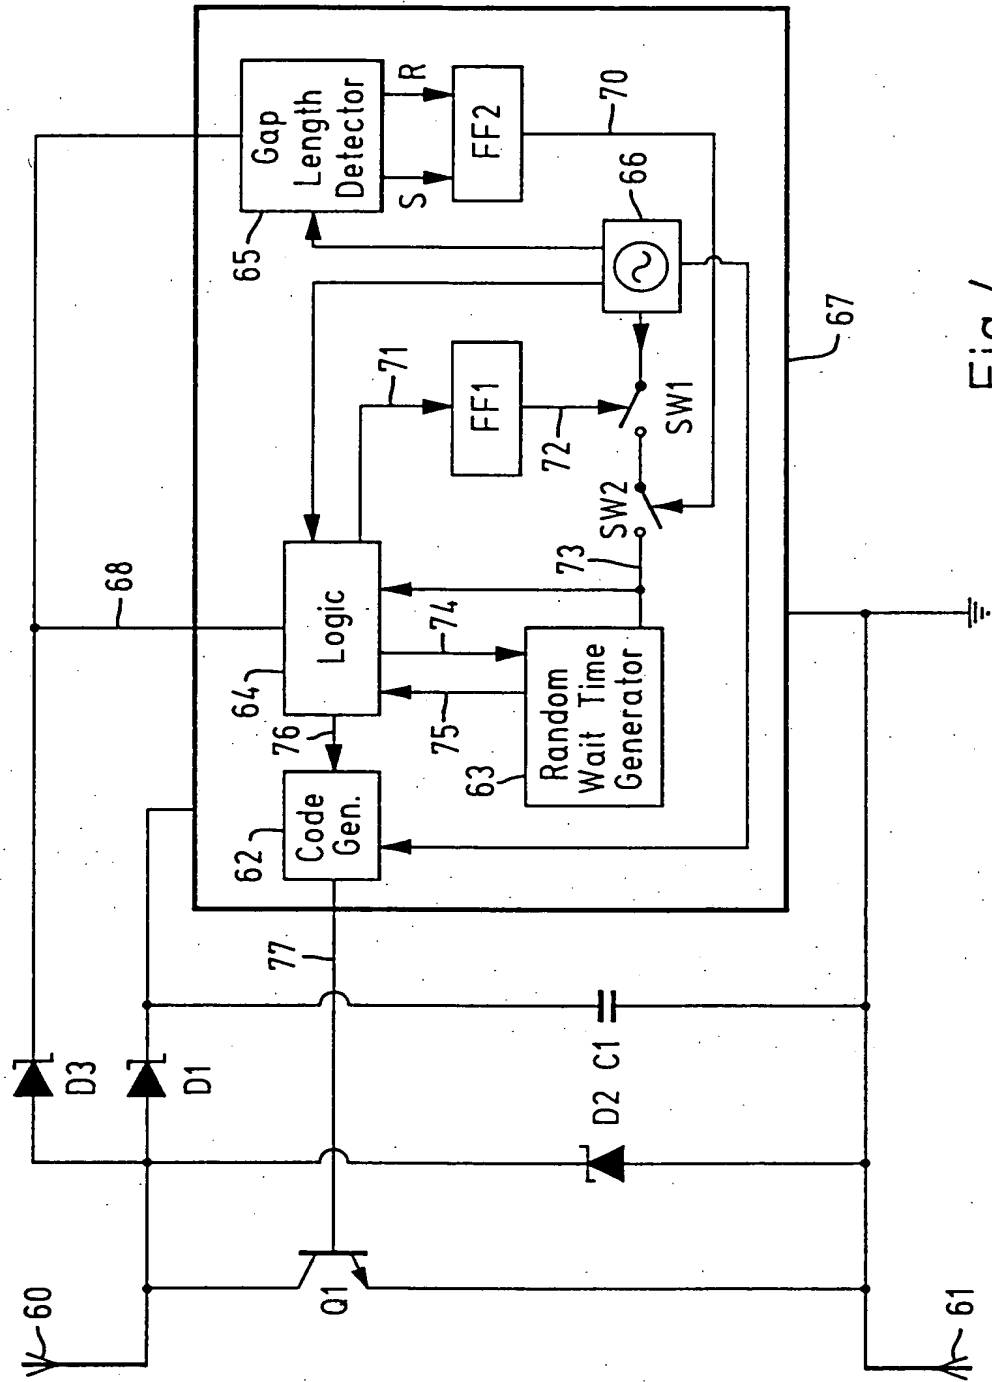 60
61
Q1
D3
D1
D2
C1
77
68
62
Code
Gen.
76
64
Logic
75
74
63
Random
Wait Time
Generator
73
SW2
SW1
71
FF1
72
65
Gap
Length
Detector
S
R
FF2
70
66
67
Fig.